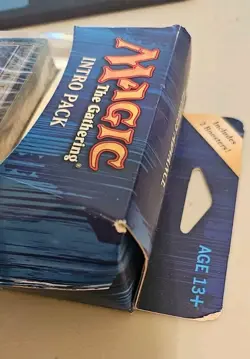 MAGIC
The Gathering®
INTRO PACK
Includes
2 Boosters!
AGE 13+